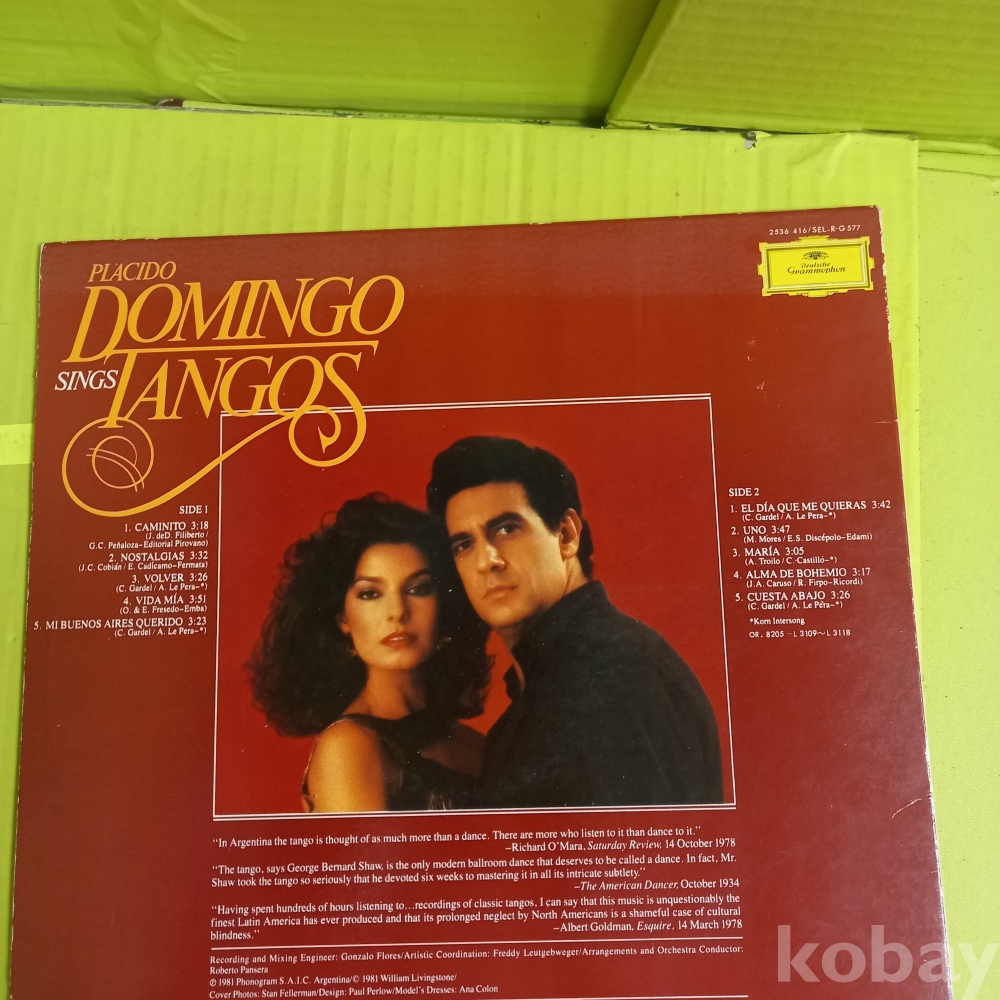 2536 416/SEL-R·G 577
Deutsche
Grammophon
PLÁCIDO
DOMINGO
SINGS TANGOS
SIDE 1
1. CAMINITO 3:18
(J. deD. Filiberto /
G.C. Peñaloza–Editorial Pirovano)
2. NOSTALGIAS 3:32
(J.C. Cobián / E. Cadícamo–Fermata)
3. VOLVER 3:26
(C. Gardel / A. Le Pera–*)
4. VIDA MÍA 3:51
(O. & E. Fresedo–Emba)
5. MI BUENOS AIRES QUERIDO 3:23
(C. Gardel / A. Le Pera–*)
SIDE 2
1. EL DÍA QUE ME QUIERAS 3:42
(C. Gardel / A. Le Pera–*)
2. UNO 3:47
(M. Mores / E.S. Discépolo–Edami)
3. MARÍA 3:05
(A. Troilo / C. Castilló–*)
4. ALMA DE BOHEMIO 3:17
(J.A. Caruso / R. Firpo–Ricordi)
5. CUESTA ABAJO 3:26
(C. Gardel / A. Le Péra–*)
*Korn Intersong
OR. 8205 – L 3109~L 3118
"In Argentina the tango is thought of as much more than a dance. There are more who listen to it than dance to it."
–Richard O'Mara, Saturday Review, 14 October 1978
"The tango, says George Bernard Shaw, is the only modern ballroom dance that deserves to be called a dance. In fact, Mr.
Shaw took the tango so seriously that he devoted six weeks to mastering it in all its intricate subtlety."
–The American Dancer, October 1934
"Having spent hundreds of hours listening to...recordings of classic tangos, I can say that this music is unquestionably the
finest Latin America has ever produced and that its prolonged neglect by North Americans is a shameful case of cultural
blindness."
–Albert Goldman, Esquire, 14 March 1978
Recording and Mixing Engineer: Gonzalo Flores/Artistic Coordination: Freddy Leutgebweger/Arrangements and Orchestra Conductor:
Roberto Pansera
℗ 1981 Phonogram S.A.I.C. Argentina/© 1981 William Livingstone/
Cover Photos: Stan Fellerman/Design: Paul Perlow/Model's Dresses: Ana Colon
kobay